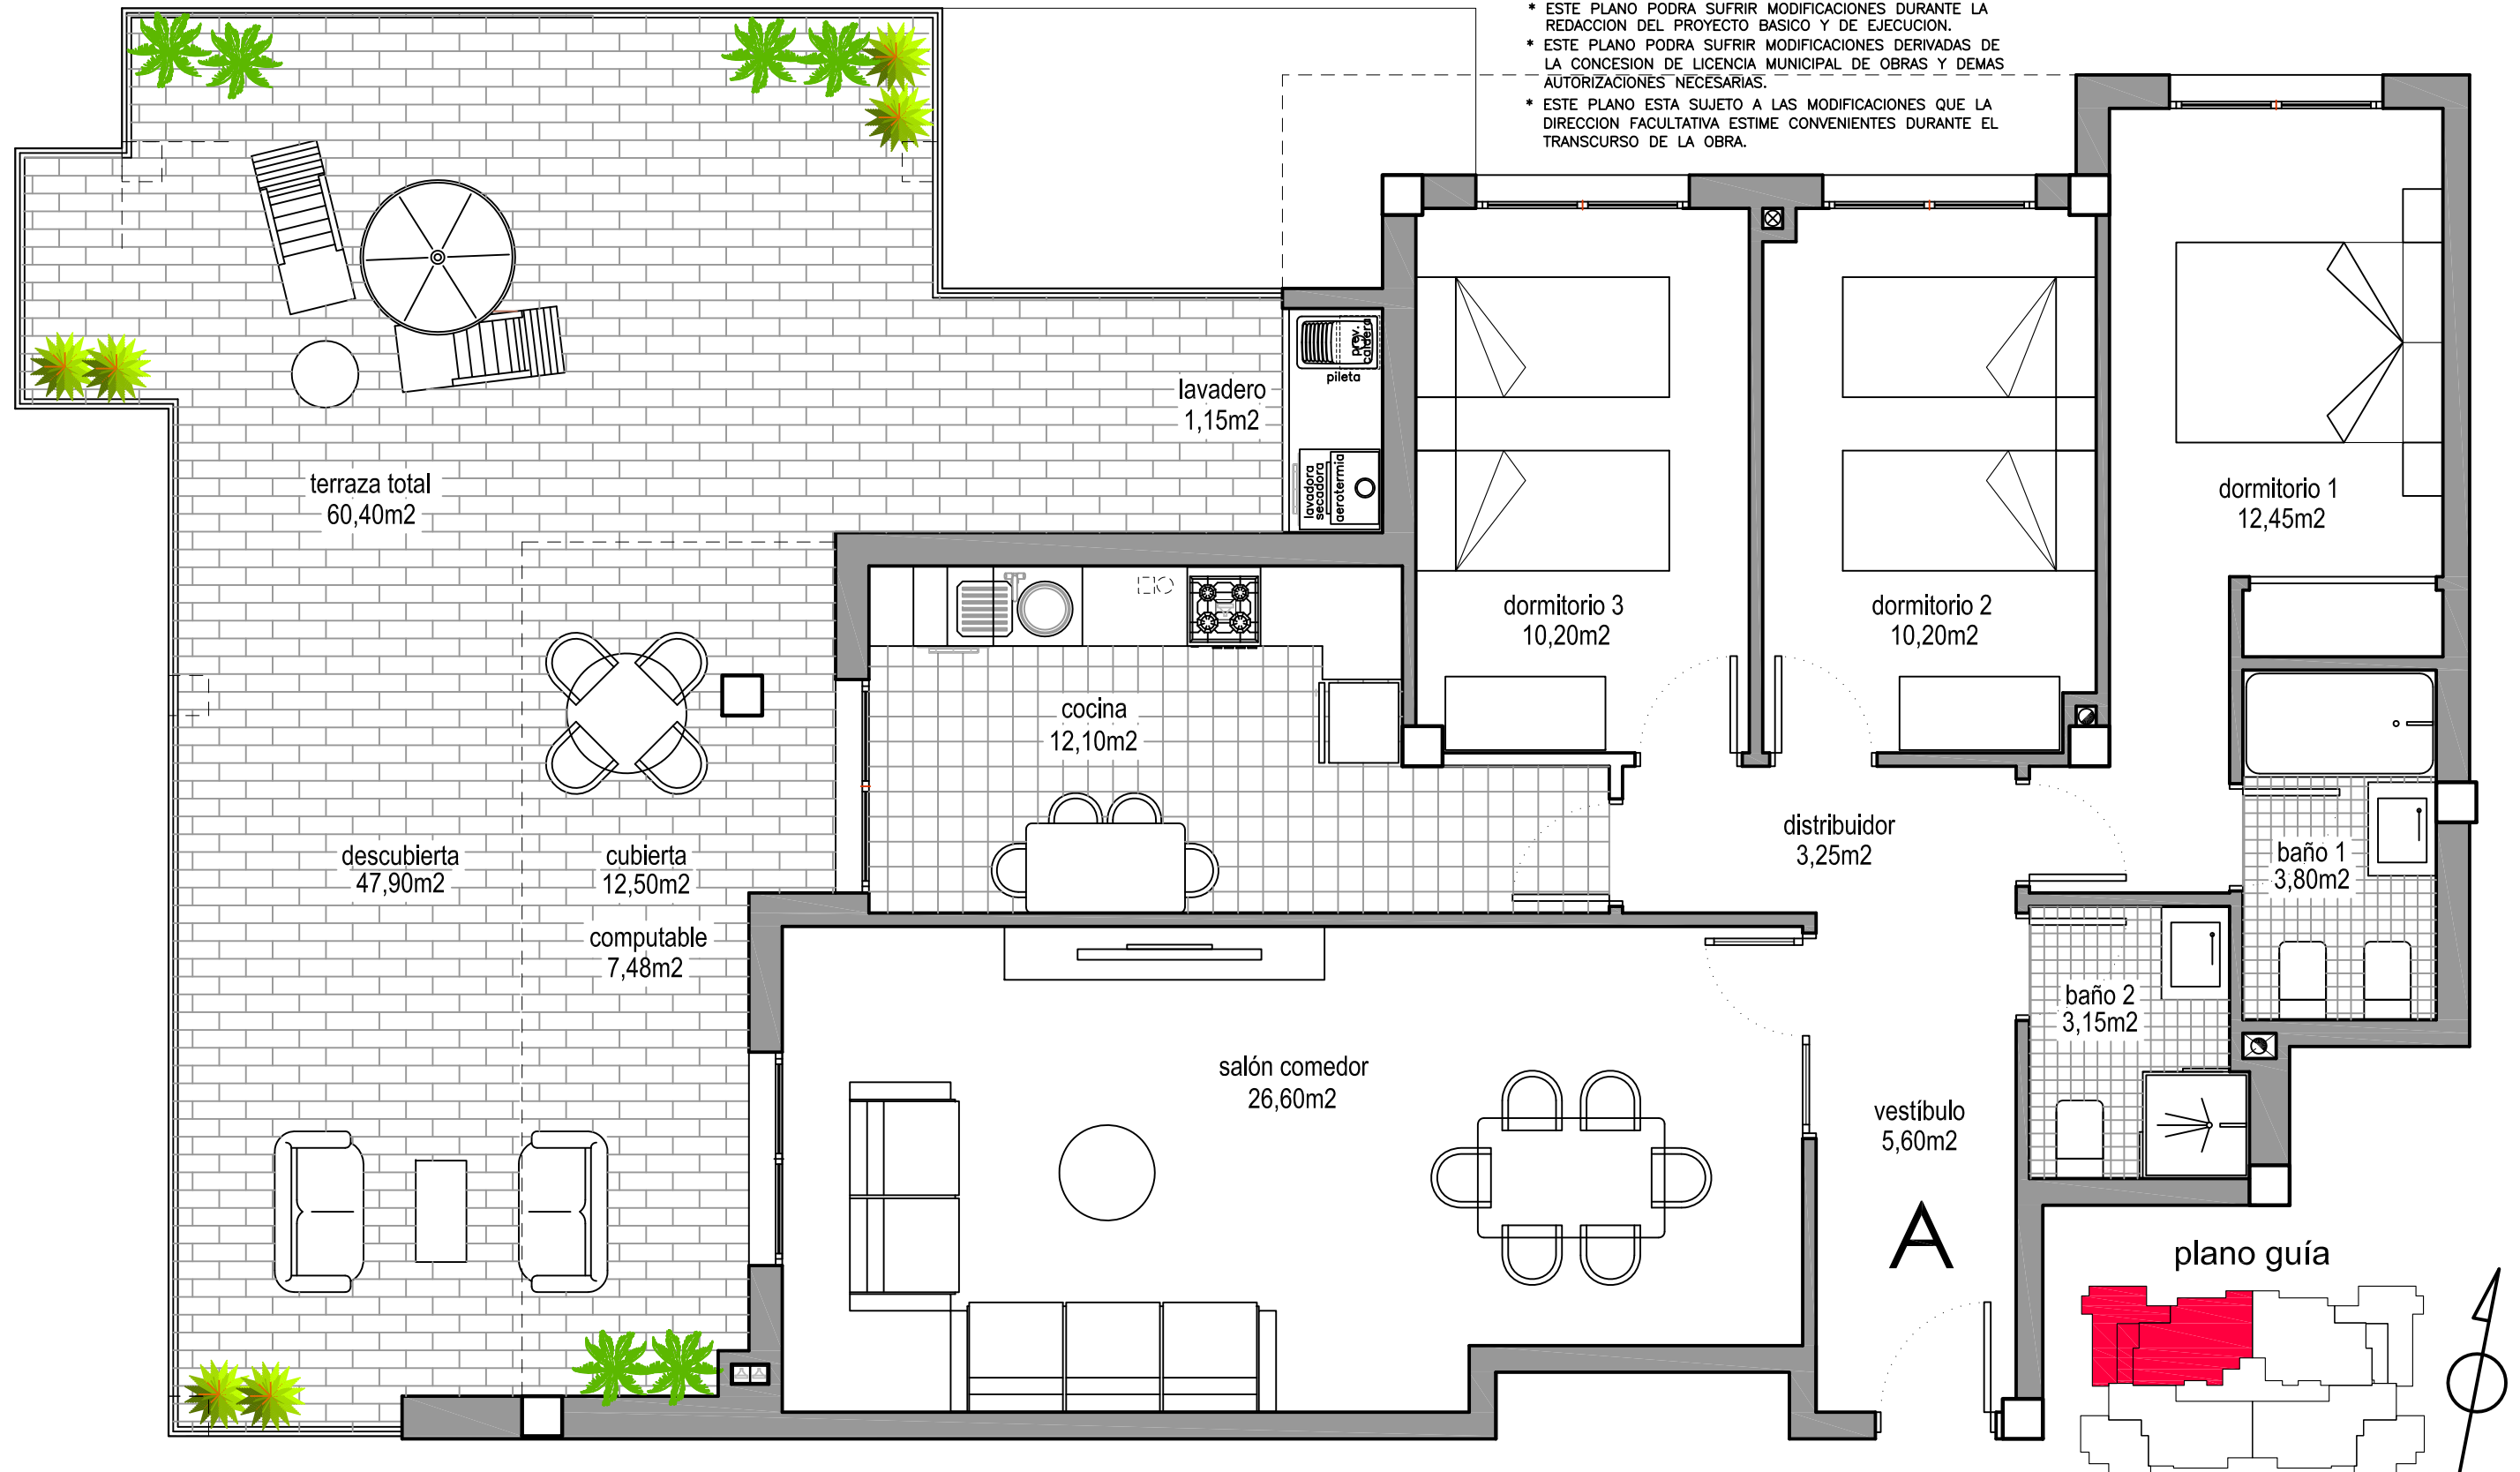 * ESTE PLANO PODRA SUFRIR MODIFICACIONES DURANTE LA
REDACCION DEL PROYECTO BASICO Y DE EJECUCION.
* ESTE PLANO PODRA SUFRIR MODIFICACIONES DERIVADAS DE
LA CONCESION DE LICENCIA MUNICIPAL DE OBRAS Y DEMAS
AUTORIZACIONES NECESARIAS.
* ESTE PLANO ESTA SUJETO A LAS MODIFICACIONES QUE LA
DIRECCION FACULTATIVA ESTIME CONVENIENTES DURANTE EL
TRANSCURSO DE LA OBRA.
prev.
caldera
pileta
lavadero
1,15m2
lavadora
secadora
aerotermia
terraza total
60,40m2
dormitorio 1
12,45m2
dormitorio 3
10,20m2
dormitorio 2
10,20m2
cocina
12,10m2
distribuidor
3,25m2
descubierta
47,90m2
cubierta
12,50m2
baño 1
3,80m2
computable
7,48m2
baño 2
3,15m2
salón comedor
26,60m2
vestíbulo
5,60m2
A
plano guía